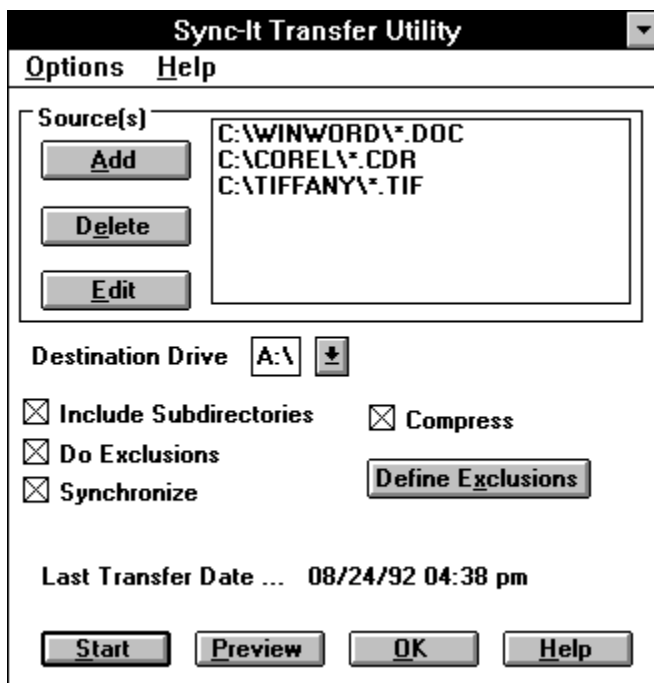 Sync-It Transfer Utility
Options Help
Source(s)
Add
Delete
Edit
C:\WINWORD\*.DOC
C:\COREL\*.CDR
C:\TIFFANY\*.TIF
Destination Drive A:\
Include Subdirectories
Do Exclusions
Synchronize
Compress
Define Exclusions
Last Transfer Date ... 08/24/92 04:38 pm
Start Preview OK Help